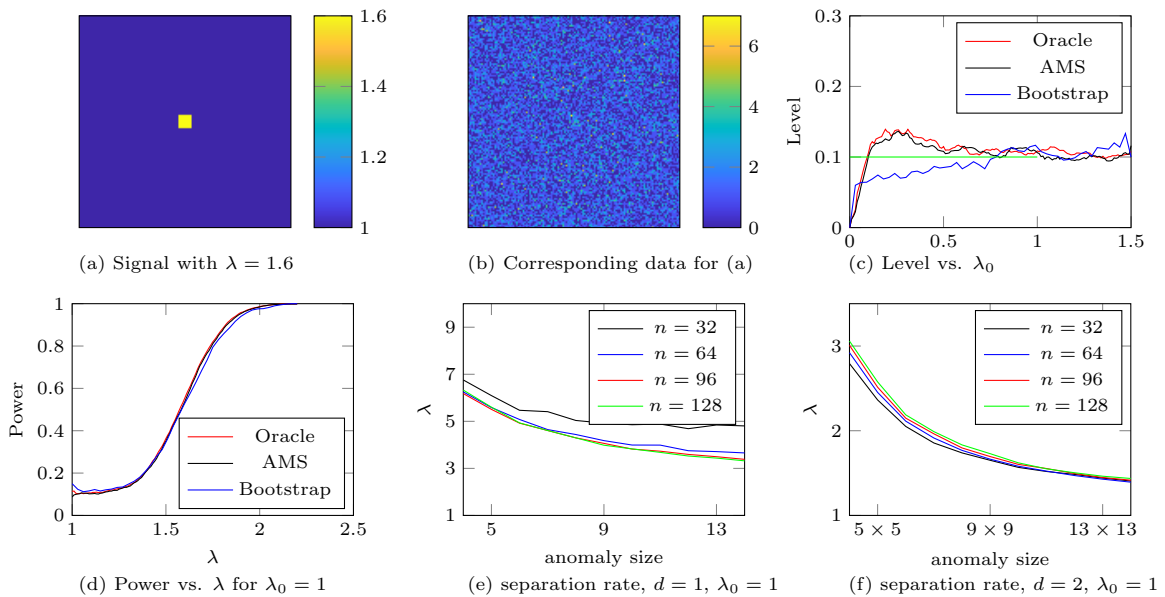 1.6
1.4
1.2
1
(a) Signal with λ = 1.6
6
4
2
0
(b) Corresponding data for (a)
0.3
0.2
0.1
0
Level
Oracle
AMS
Bootstrap
0 0.5 1 1.5
(c) Level vs. λ₀
1
0.8
0.6
0.4
0.2
0
Power
Oracle
AMS
Bootstrap
1 1.5 2 2.5
λ
(d) Power vs. λ for λ₀ = 1
9
7
5
3
1
λ
n = 32
n = 64
n = 96
n = 128
5 9 13
anomaly size
(e) separation rate, d = 1, λ₀ = 1
3
2
1
λ
n = 32
n = 64
n = 96
n = 128
5 × 5 9 × 9 13 × 13
anomaly size
(f) separation rate, d = 2, λ₀ = 1